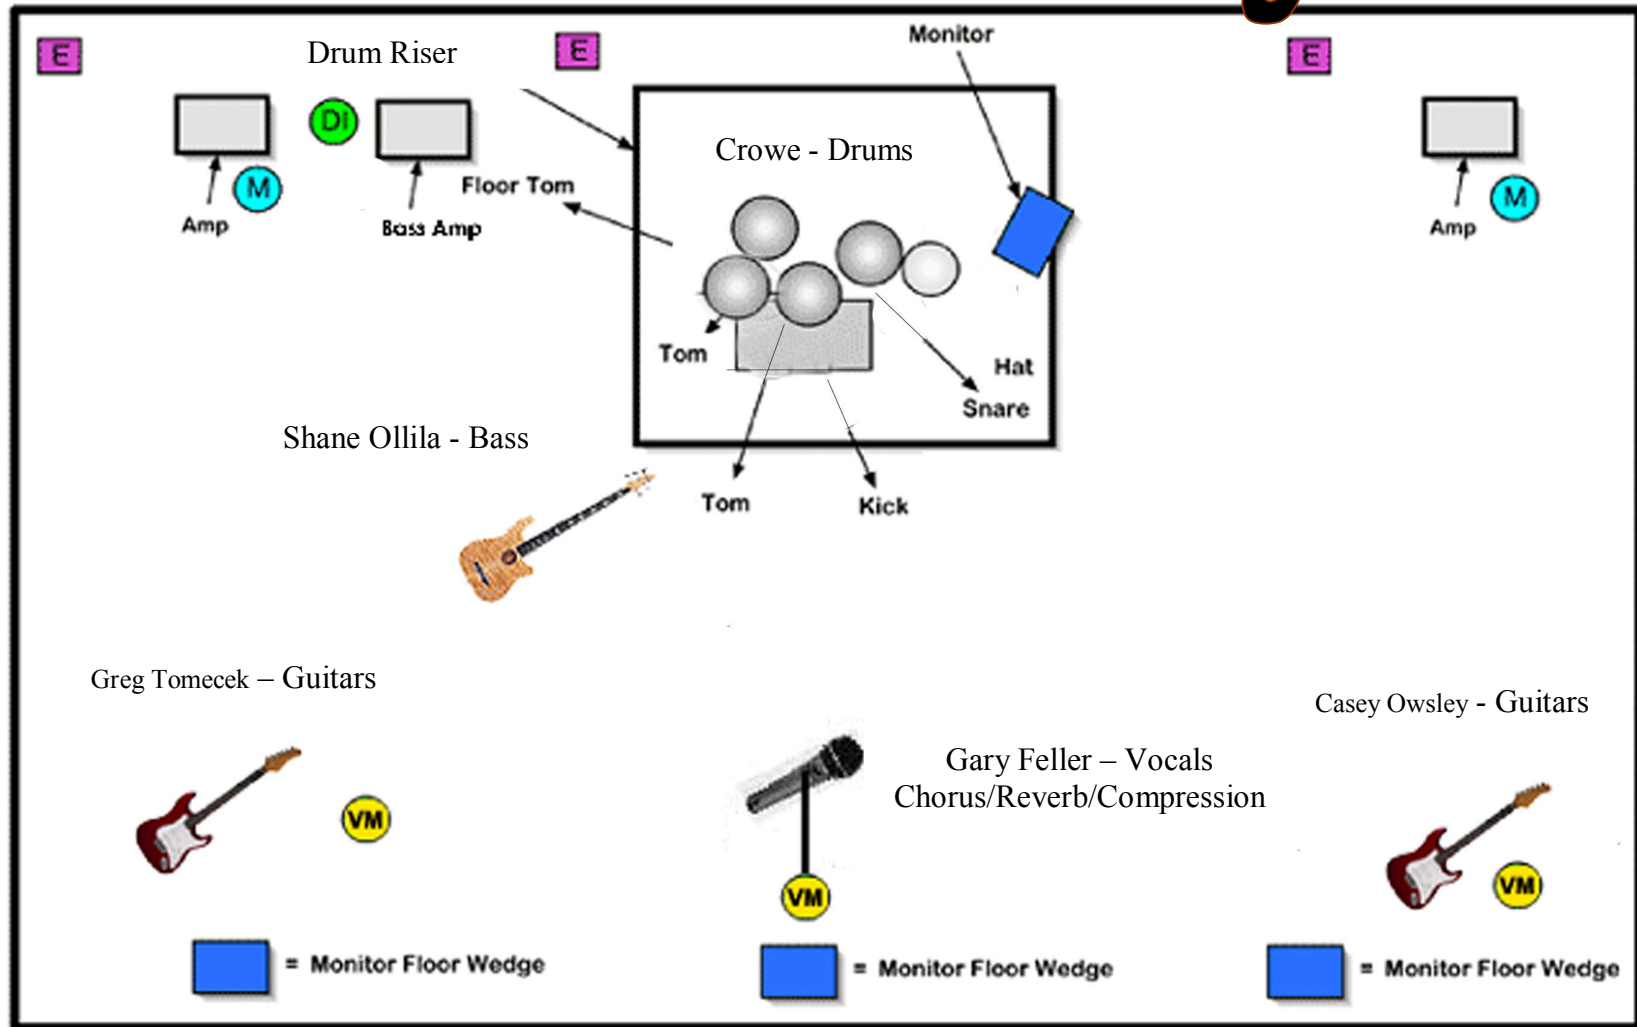 Monitor
E
E
E
Drum Riser
DI
Crowe - Drums
M
Floor Tom
M
Amp
Bass Amp
Amp
Tom
Hat
Snare
Shane Ollila - Bass
Tom
Kick
Greg Tomecek – Guitars
Casey Owsley - Guitars
Gary Feller – Vocals
Chorus/Reverb/Compression
VM
VM
VM
= Monitor Floor Wedge
= Monitor Floor Wedge
= Monitor Floor Wedge